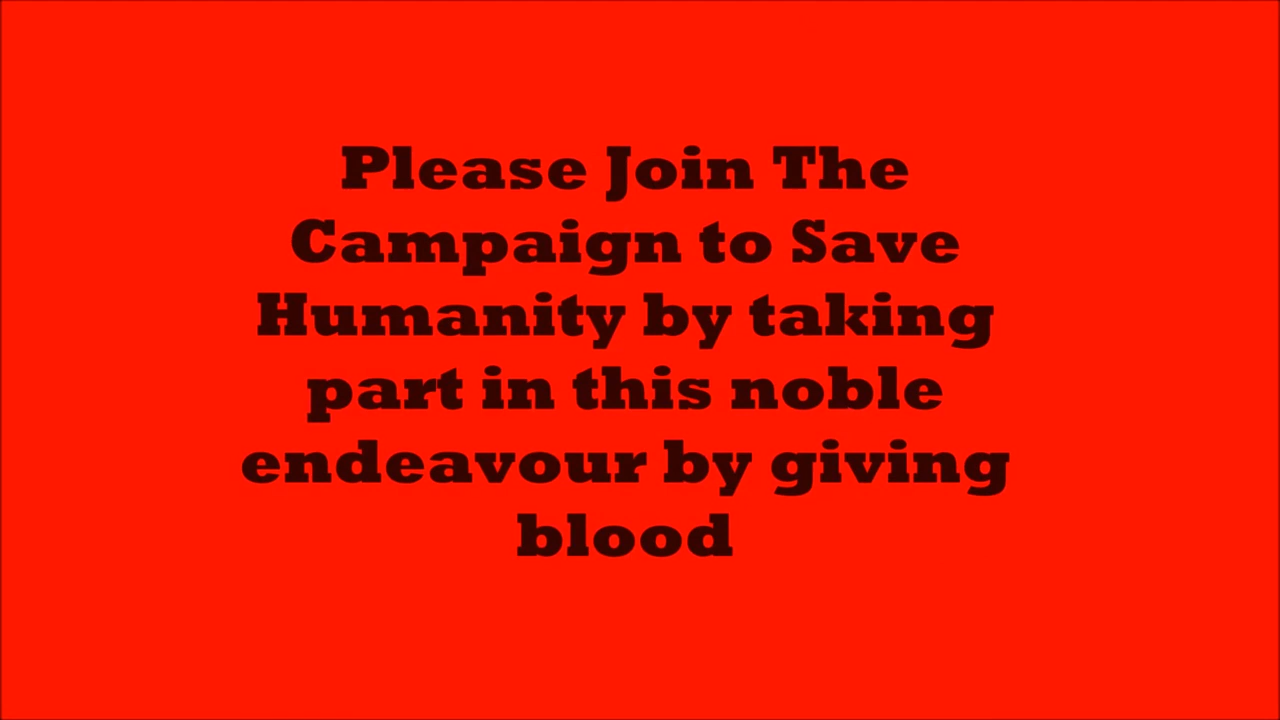 Please Join The
Campaign to Save
Humanity by taking
part in this noble
endeavour by giving
blood